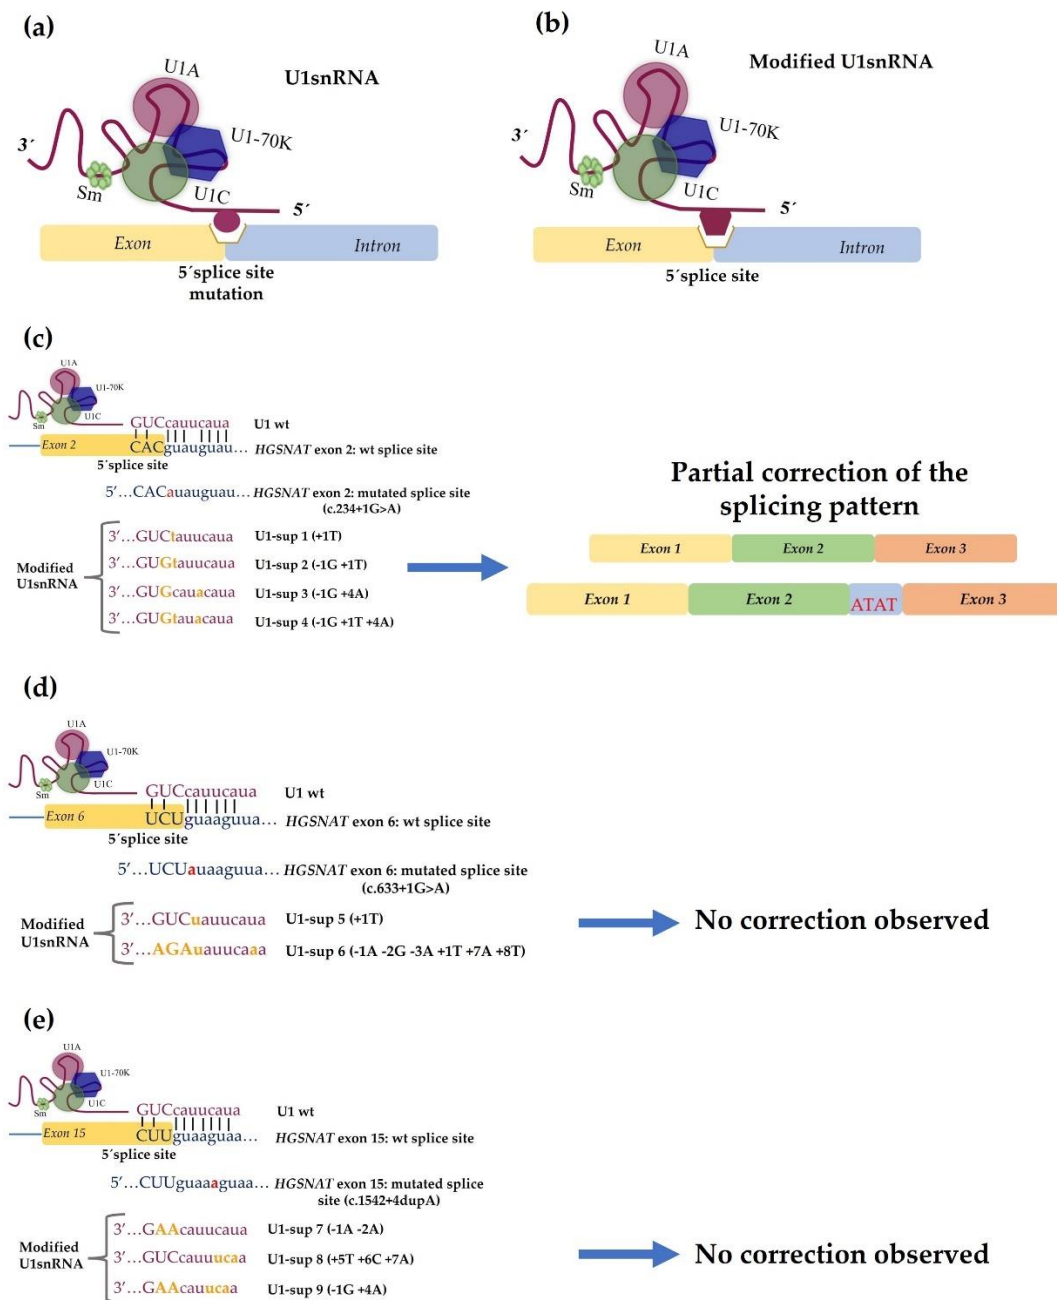 (a)
U1A
U1snRNA
3´
U1-70K
Sm
U1C
5´
Exon
Intron
5´splice site
mutation
(b)
U1A
Modified U1snRNA
3´
U1-70K
Sm
U1C
5´
Exon
Intron
5´splice site
(c)
U1A
U1-70K
Sm
U1C
GUCcauucaua
U1 wt
Exon 2
CACguauguau…
HGSNAT exon 2: wt splice site
5´splice site
5’…CACauauguau…
HGSNAT exon 2: mutated splice site
(c.234+1G>A)
Modified
U1snRNA
3’…GUCtauucaua
U1-sup 1 (+1T)
3’…GUGtauucaua
U1-sup 2 (-1G +1T)
3’…GUGcauacaua
U1-sup 3 (-1G +4A)
3’…GUGtauacaua
U1-sup 4 (-1G +1T +4A)
Partial correction of the
splicing pattern
Exon 1
Exon 2
Exon 3
Exon 1
Exon 2
ATAT
Exon 3
(d)
U1A
U1-70K
Sm
U1C
GUCcauucaua
U1 wt
Exon 6
UCUguaaguua…
HGSNAT exon 6: wt splice site
5´splice site
5’…UCUauaaguua…
HGSNAT exon 6: mutated splice site
(c.633+1G>A)
Modified
U1snRNA
3’…GUCuauucaua
U1-sup 5 (+1T)
3’…AGAuauucaaa
U1-sup 6 (-1A -2G -3A +1T +7A +8T)
No correction observed
(e)
U1A
U1-70K
Sm
U1C
GUCcauucaua
U1 wt
Exon 15
CUUguaaguaa…
HGSNAT exon 15: wt splice site
5´splice site
5’…CUUguaaaguaa…
HGSNAT exon 15: mutated splice
site (c.1542+4dupA)
Modified
U1snRNA
3’…GAAcauucaua
U1-sup 7 (-1A -2A)
3’…GUCcauuucaa
U1-sup 8 (+5T +6C +7A)
3’…GAAcauucaa
U1-sup 9 (-1G +4A)
No correction observed